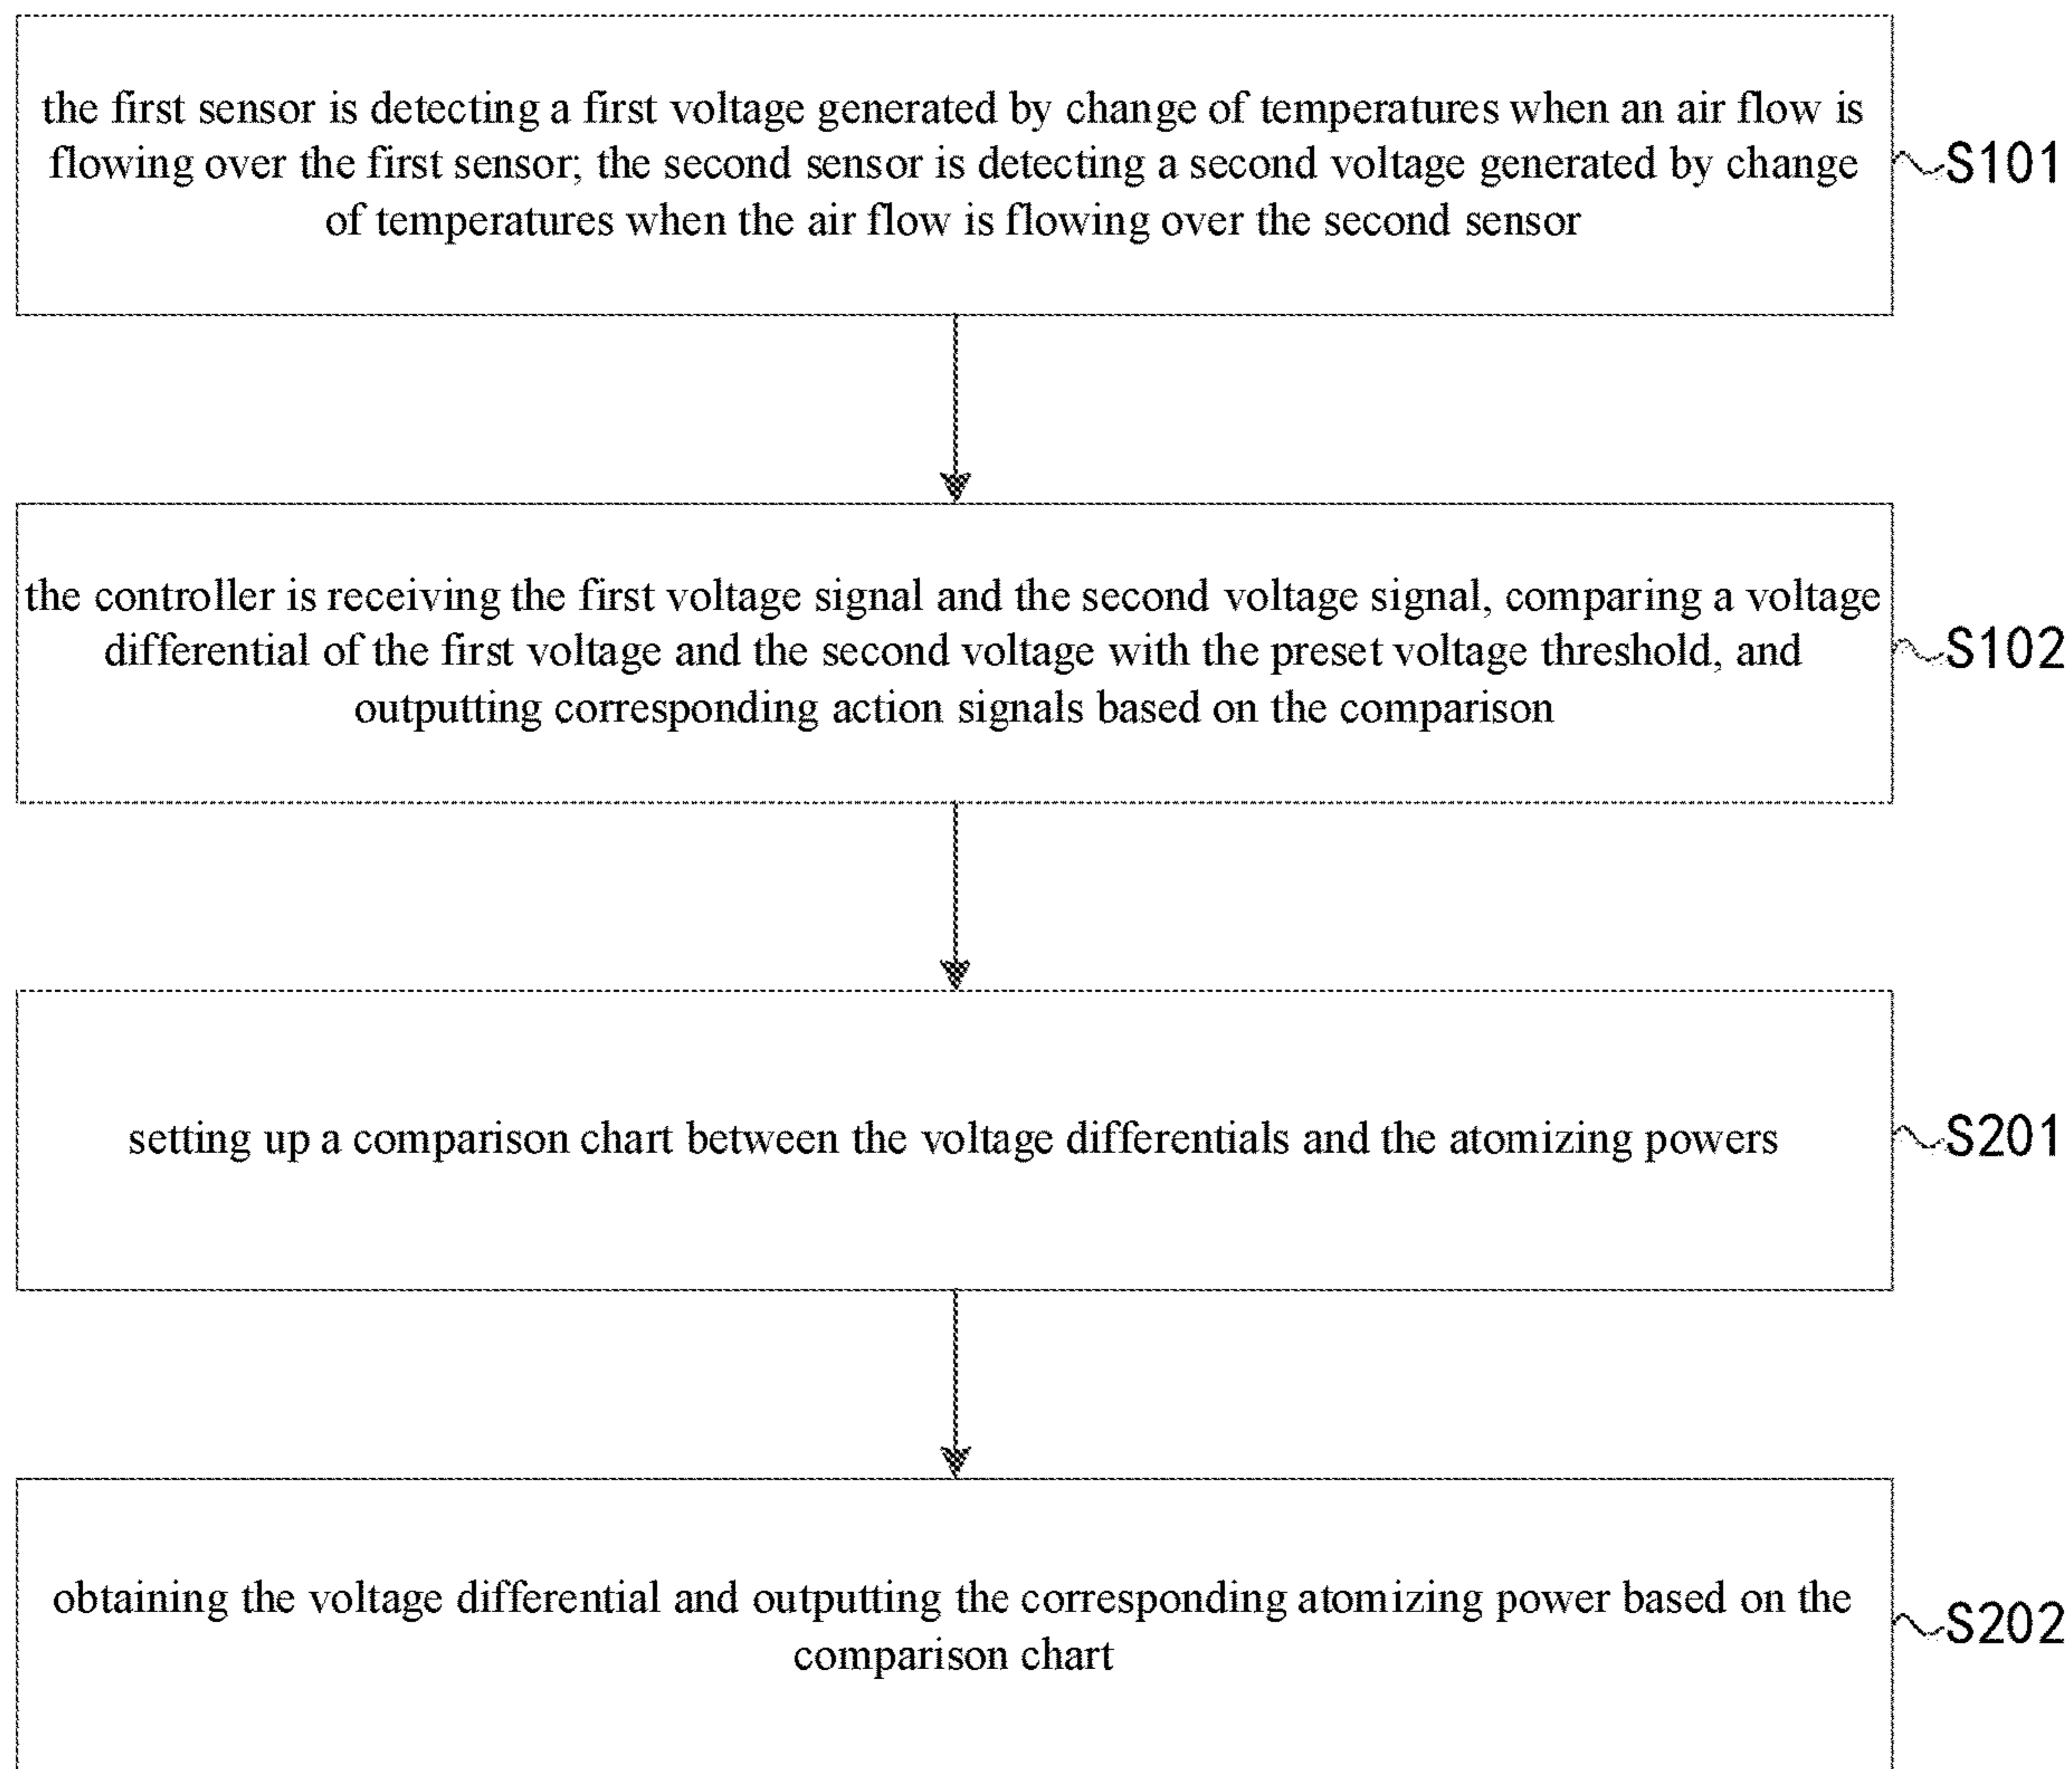 the first sensor is detecting a first voltage generated by change of temperatures when an air flow is
flowing over the first sensor; the second sensor is detecting a second voltage generated by change
of temperatures when the air flow is flowing over the second sensor
S101
the controller is receiving the first voltage signal and the second voltage signal, comparing a voltage
differential of the first voltage and the second voltage with the preset voltage threshold, and
outputting corresponding action signals based on the comparison
S102
setting up a comparison chart between the voltage differentials and the atomizing powers
S201
obtaining the voltage differential and outputting the corresponding atomizing power based on the
comparison chart
S202